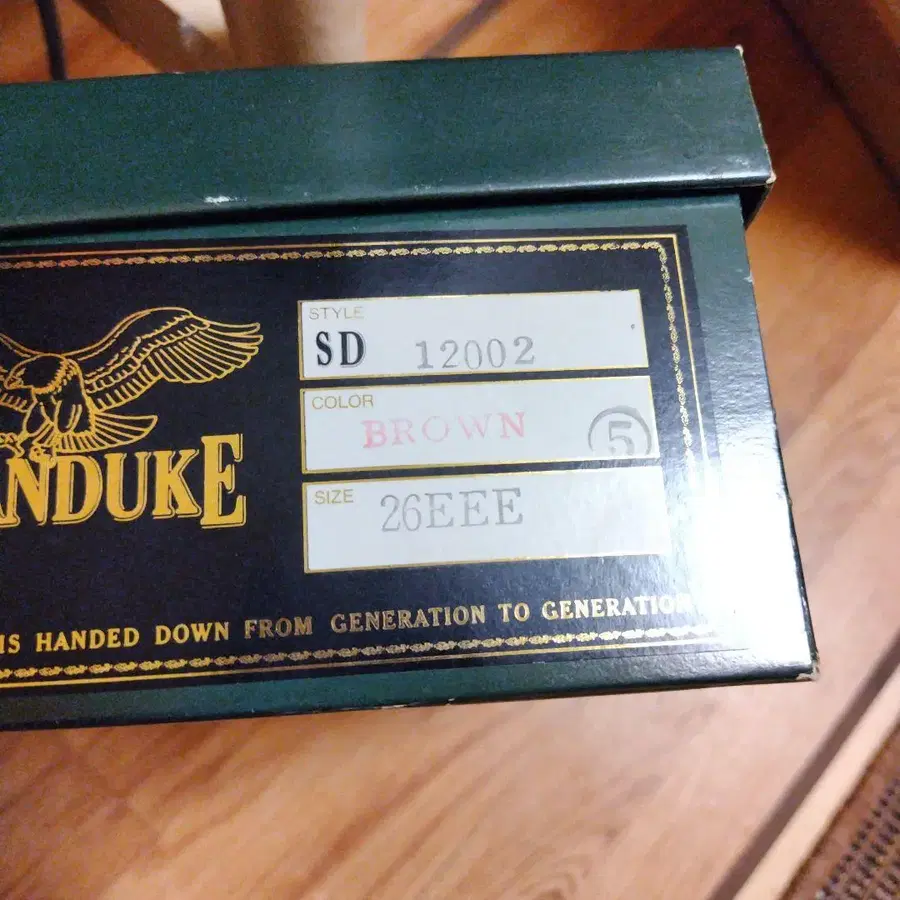 STYLE
SD 12002
COLOR
BROWN 5
SIZE
26EEE
ANDUKE
IS HANDED DOWN FROM GENERATION TO GENERATION